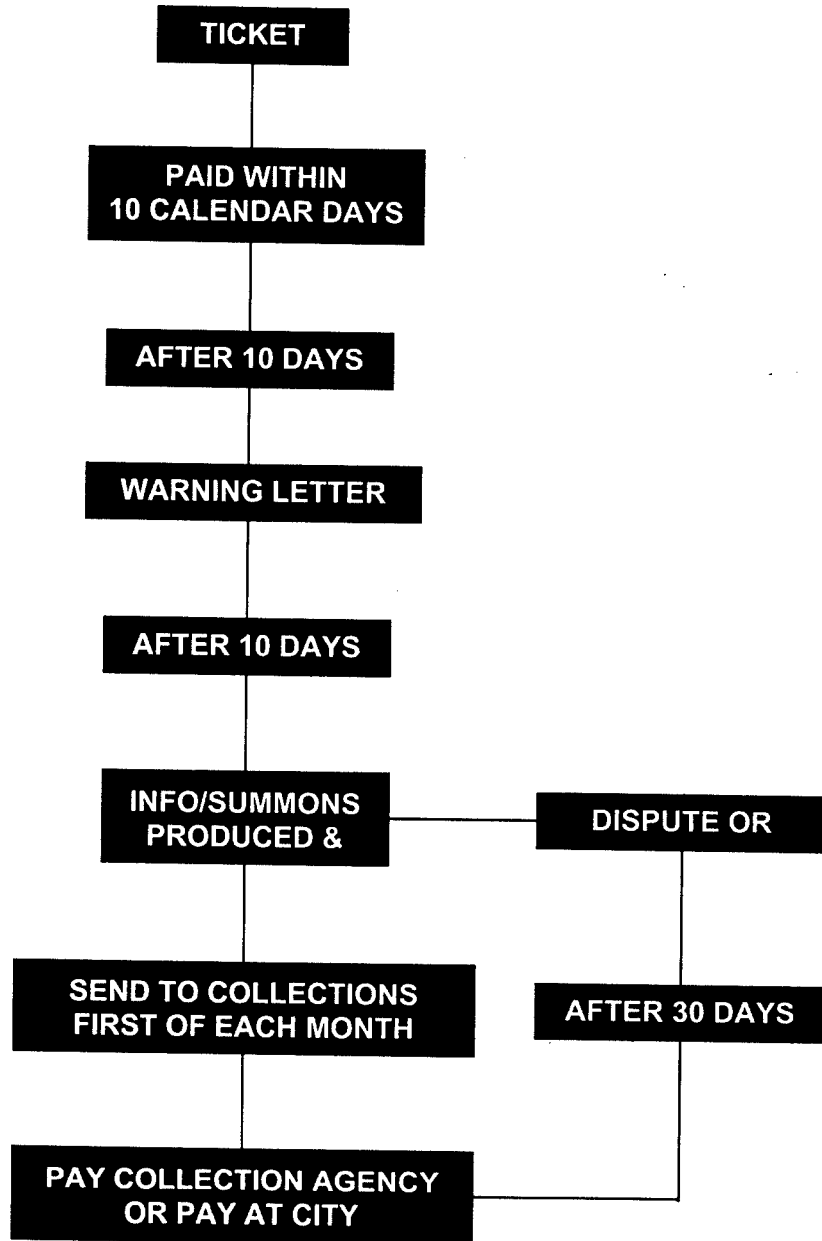 TICKET
PAID WITHIN
10 CALENDAR DAYS
AFTER 10 DAYS
WARNING LETTER
AFTER 10 DAYS
INFO/SUMMONS
PRODUCED &
DISPUTE OR
SEND TO COLLECTIONS
FIRST OF EACH MONTH
AFTER 30 DAYS
PAY COLLECTION AGENCY
OR PAY AT CITY